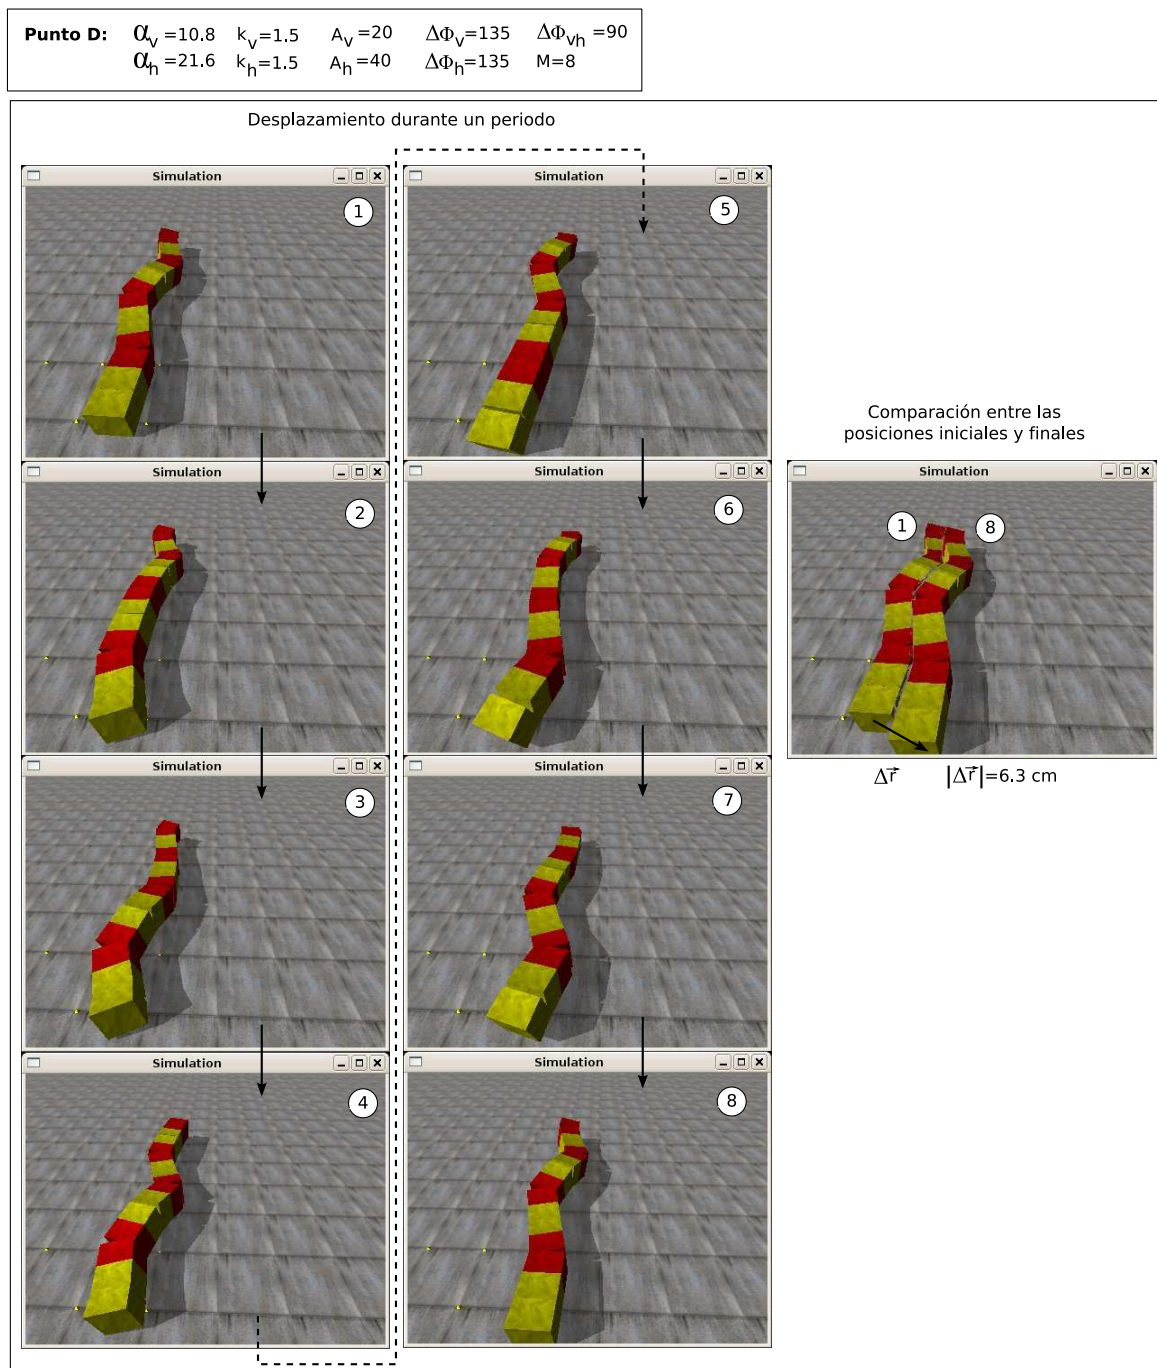 Punto D: αv =10.8 kv=1.5 Av=20 ΔΦv=135 ΔΦvh =90
αh =21.6 kh=1.5 Ah=40 ΔΦh=135 M=8
Desplazamiento durante un periodo
Simulation
1
Simulation
2
Simulation
3
Simulation
4
Simulation
5
Simulation
6
Simulation
7
Simulation
8
Comparación entre las
posiciones iniciales y finales
Simulation
1 8
Δr⃗ |Δr⃗|=6.3 cm